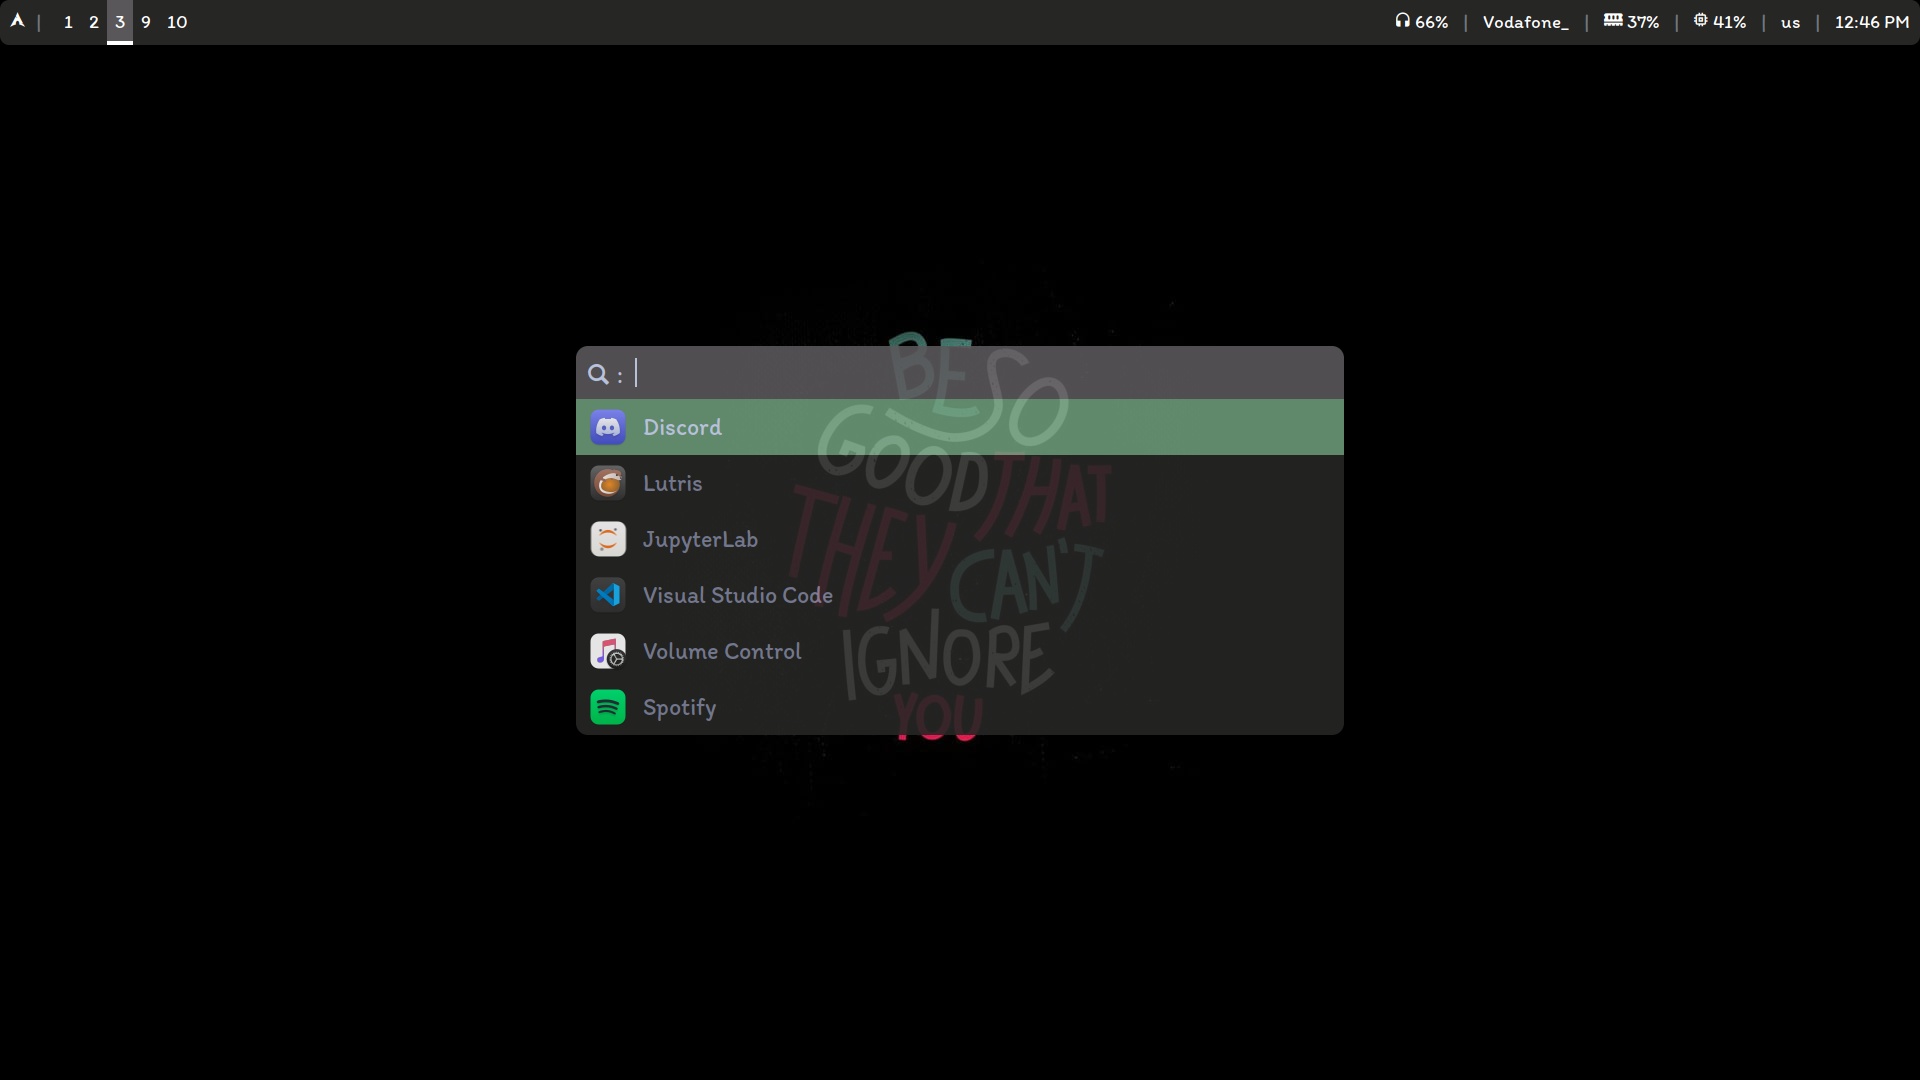 | 1 2 3 9 10 66% | Vodafone_ | 37% | 41% | us | 12:46 PM
:
BE SO
Discord
GOOD THAT
Lutris
THEY
JupyterLab
CAN'T
Visual Studio Code
IGNORE
Volume Control
YOU
Spotify